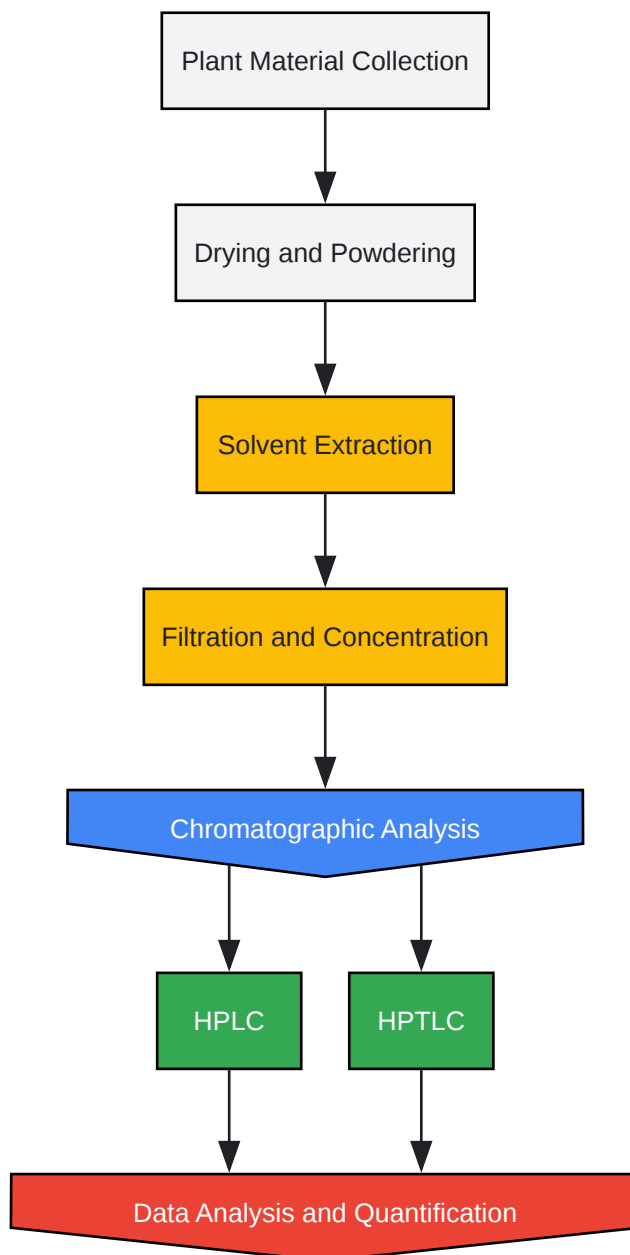 Plant Material Collection
Drying and Powdering
Solvent Extraction
Filtration and Concentration
Chromatographic Analysis
HPLC
HPTLC
Data Analysis and Quantification